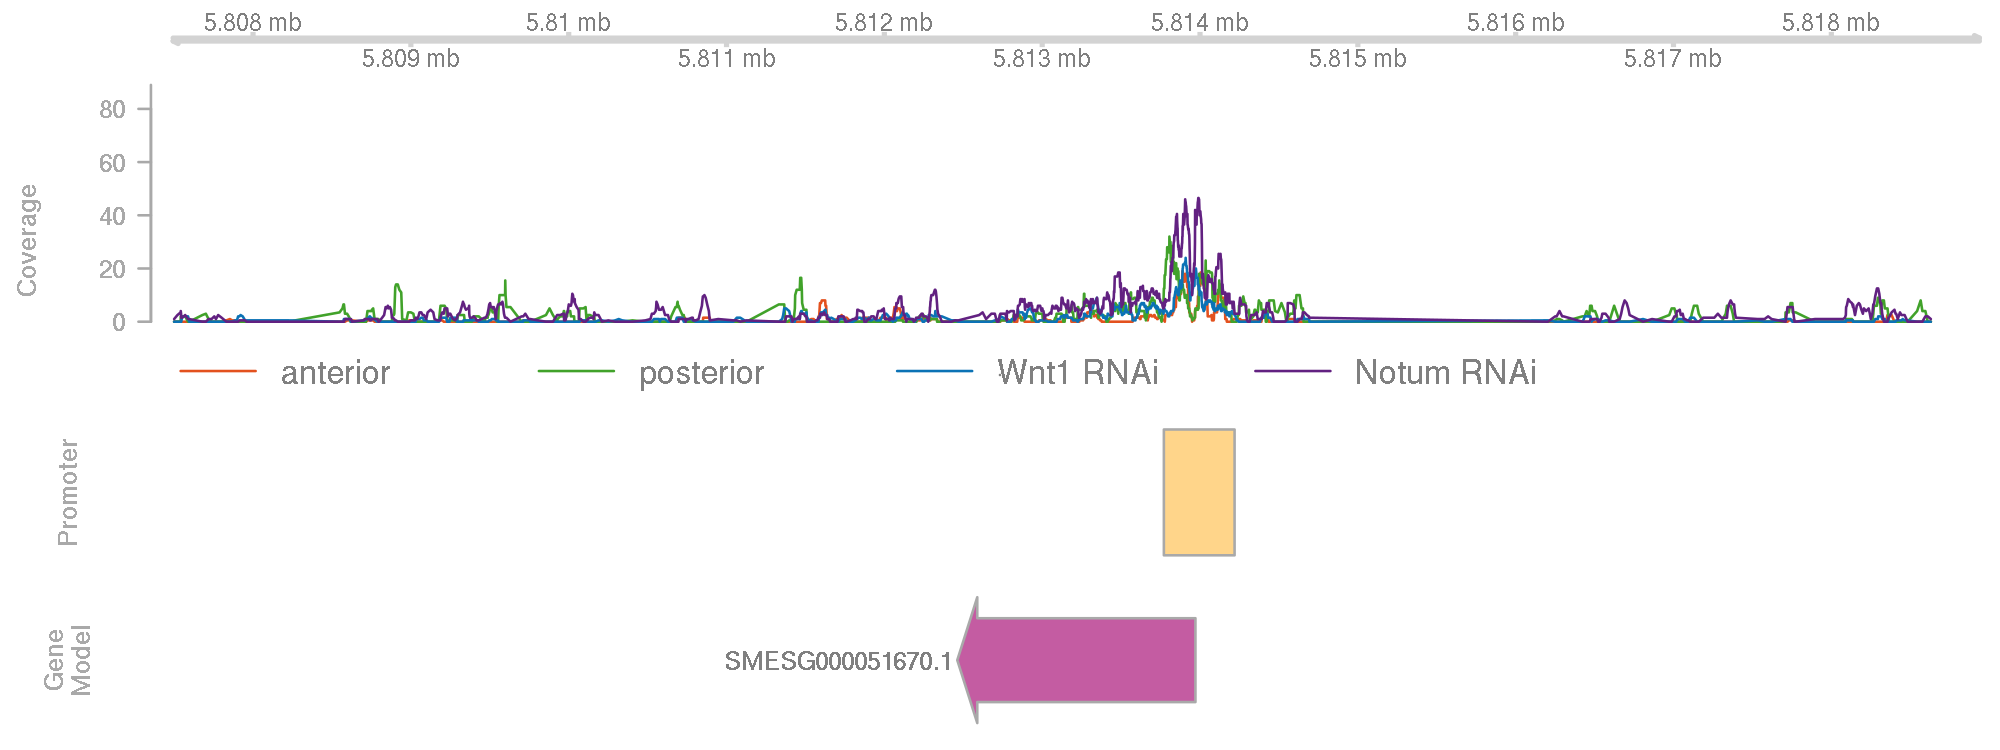 5.808 mb 5.81 mb 5.812 mb 5.814 mb 5.816 mb 5.818 mb
5.809 mb 5.811 mb 5.813 mb 5.815 mb 5.817 mb
Coverage
80
60
40
20
0
anterior posterior Wnt1 RNAi Notum RNAi
Promoter
Gene
Model
SMESG000051670.1